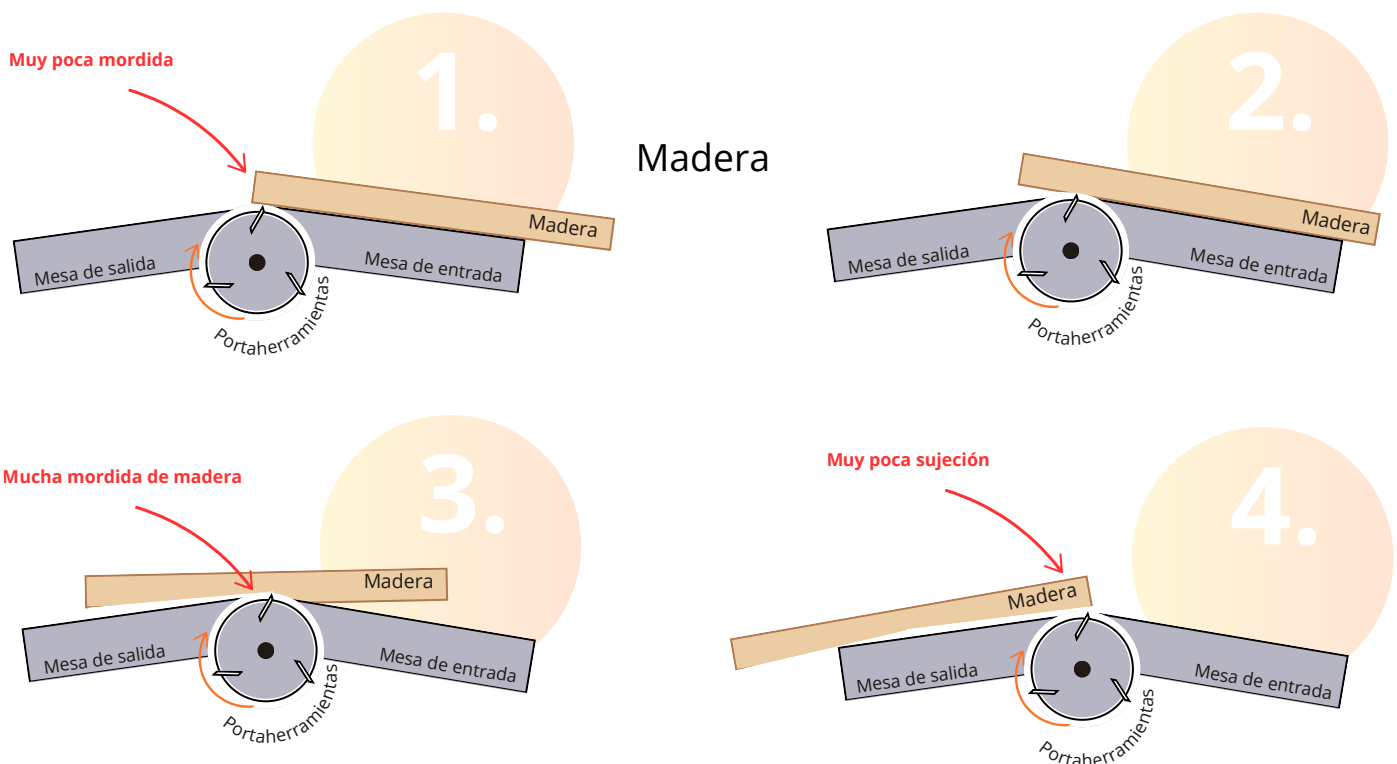 Muy poca mordida
1.
Madera
Mesa de salida
Mesa de entrada
Portaherramientas
Madera
2.
Madera
Mesa de salida
Mesa de entrada
Portaherramientas
Mucha mordida de madera
3.
Madera
Mesa de salida
Mesa de entrada
Portaherramientas
Muy poca sujeción
4.
Madera
Mesa de salida
Mesa de entrada
Portaherramientas